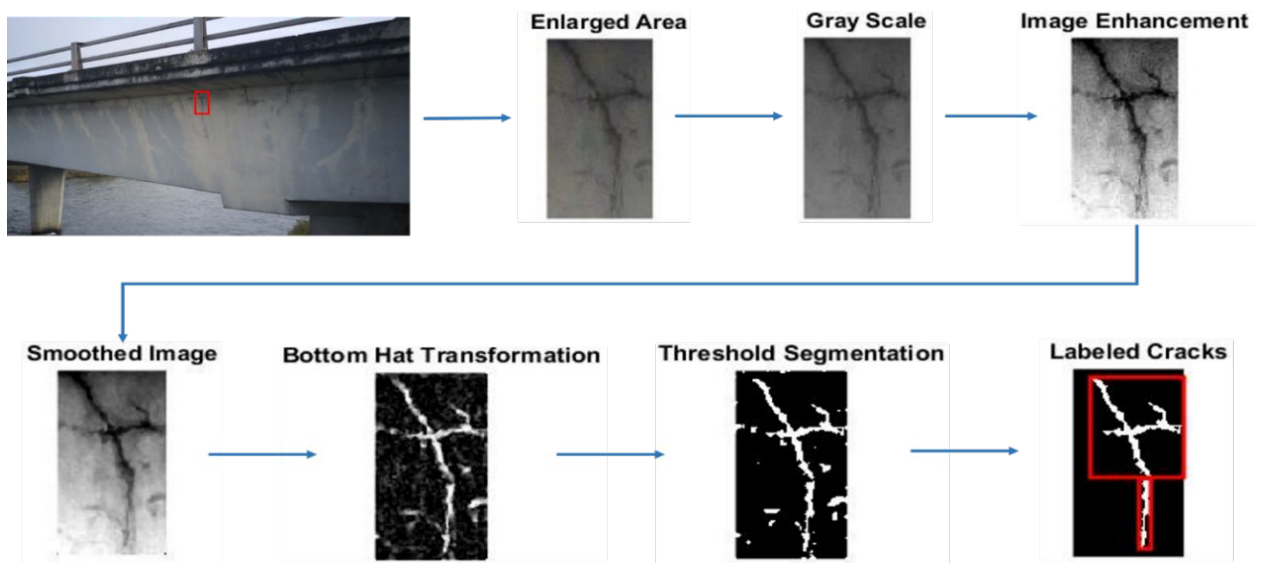 Enlarged Area
Gray Scale
Image Enhancement
Smoothed Image
Bottom Hat Transformation
Threshold Segmentation
Labeled Cracks